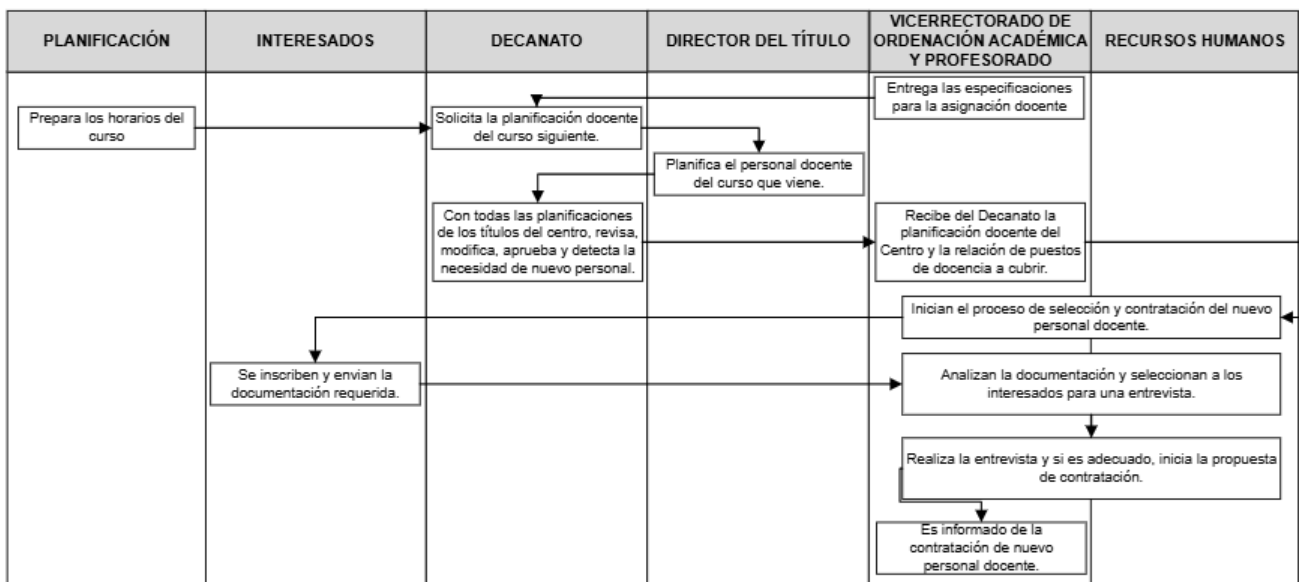 PLANIFICACIÓN
INTERESADOS
DECANATO
DIRECTOR DEL TÍTULO
VICERRECTORADO DE
ORDENACIÓN ACADÉMICA
Y PROFESORADO
RECURSOS HUMANOS
Entrega las especificaciones
para la asignación docente
Prepara los horarios del
curso
Solicita la planificación docente
del curso siguiente.
Planifica el personal docente
del curso que viene.
Con todas las planificaciones
de los títulos del centro, revisa,
modifica, aprueba y detecta la
necesidad de nuevo personal.
Recibe del Decanato la
planificación docente del
Centro y la relación de puestos
de docencia a cubrir.
Inician el proceso de selección y contratación del nuevo
personal docente.
Se inscriben y envian la
documentación requerida.
Analizan la documentación y seleccionan a los
interesados para una entrevista.
Realiza la entrevista y si es adecuado, inicia la propuesta
de contratación.
Es informado de la
contratación de nuevo
personal docente.